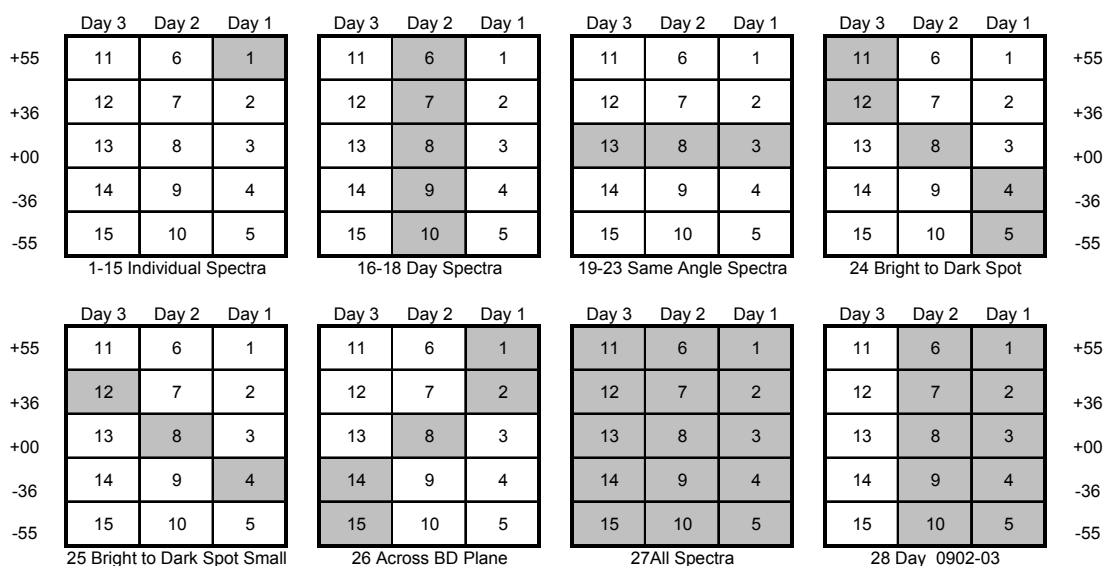 Day 3 Day 2 Day 1 Day 3 Day 2 Day 1 Day 3 Day 2 Day 1 Day 3 Day 2 Day 1
+55 11 6 1 11 6 1 11 6 1 11 6 1 +55
+36 12 7 2 12 7 2 12 7 2 12 7 2 +36
+00 13 8 3 13 8 3 13 8 3 13 8 3 +00
-36 14 9 4 14 9 4 14 9 4 14 9 4 -36
-55 15 10 5 15 10 5 15 10 5 15 10 5 -55
1-15 Individual Spectra 16-18 Day Spectra 19-23 Same Angle Spectra 24 Bright to Dark Spot
Day 3 Day 2 Day 1 Day 3 Day 2 Day 1 Day 3 Day 2 Day 1 Day 3 Day 2 Day 1
+55 11 6 1 11 6 1 11 6 1 11 6 1 +55
+36 12 7 2 12 7 2 12 7 2 12 7 2 +36
+00 13 8 3 13 8 3 13 8 3 13 8 3 +00
-36 14 9 4 14 9 4 14 9 4 14 9 4 -36
-55 15 10 5 15 10 5 15 10 5 15 10 5 -55
25 Bright to Dark Spot Small 26 Across BD Plane 27All Spectra 28 Day 0902-03